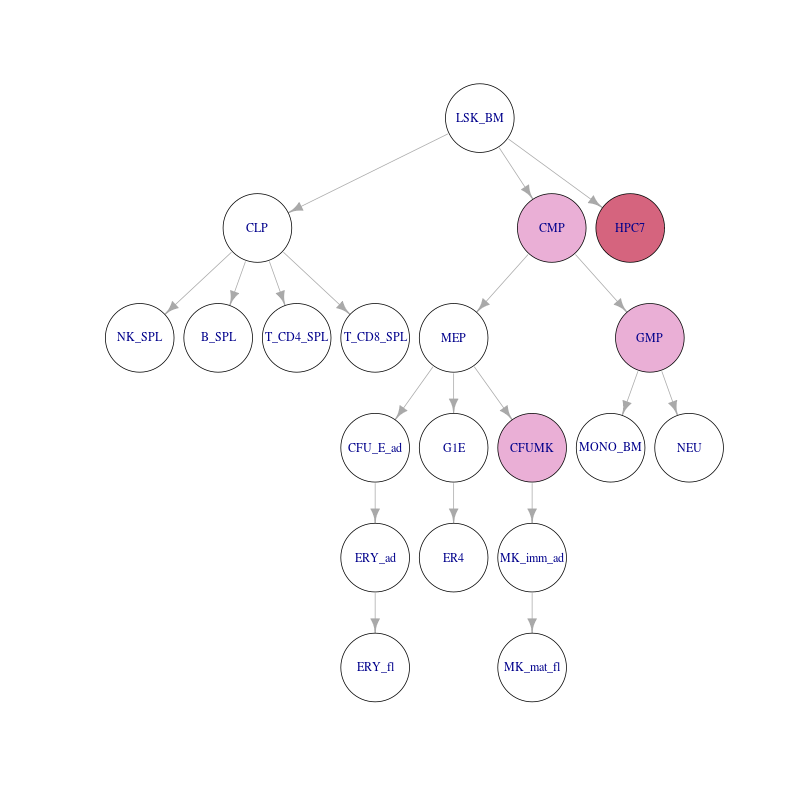 LSK_BM
CLP
CMP
HPC7
NK_SPL
B_SPL
T_CD4_SPL
T_CD8_SPL
MEP
GMP
CFU_E_ad
G1E
CFUMK
MONO_BM
NEU
ERY_ad
ER4
MK_imm_ad
ERY_fl
MK_mat_fl